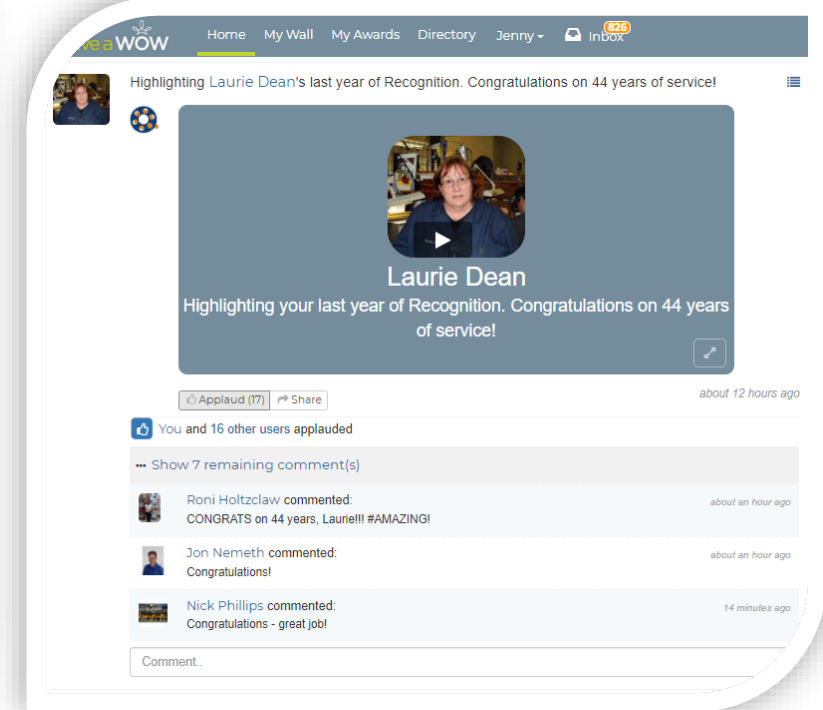 ve a WOW
Home My Wall My Awards Directory Jenny Inbox 826
Highlighting Laurie Dean's last year of Recognition. Congratulations on 44 years of service!
Laurie Dean
Highlighting your last year of Recognition. Congratulations on 44 years
of service!
Applaud (17) Share
about 12 hours ago
You and 16 other users applauded
••• Show 7 remaining comment(s)
Roni Holtzclaw commented:
about an hour ago
CONGRATS on 44 years, Laurie!!! #AMAZING!
Jon Nemeth commented:
about an hour ago
Congratulations!
Nick Phillips commented:
14 minutes ago
Congratulations - great job!
Comment..